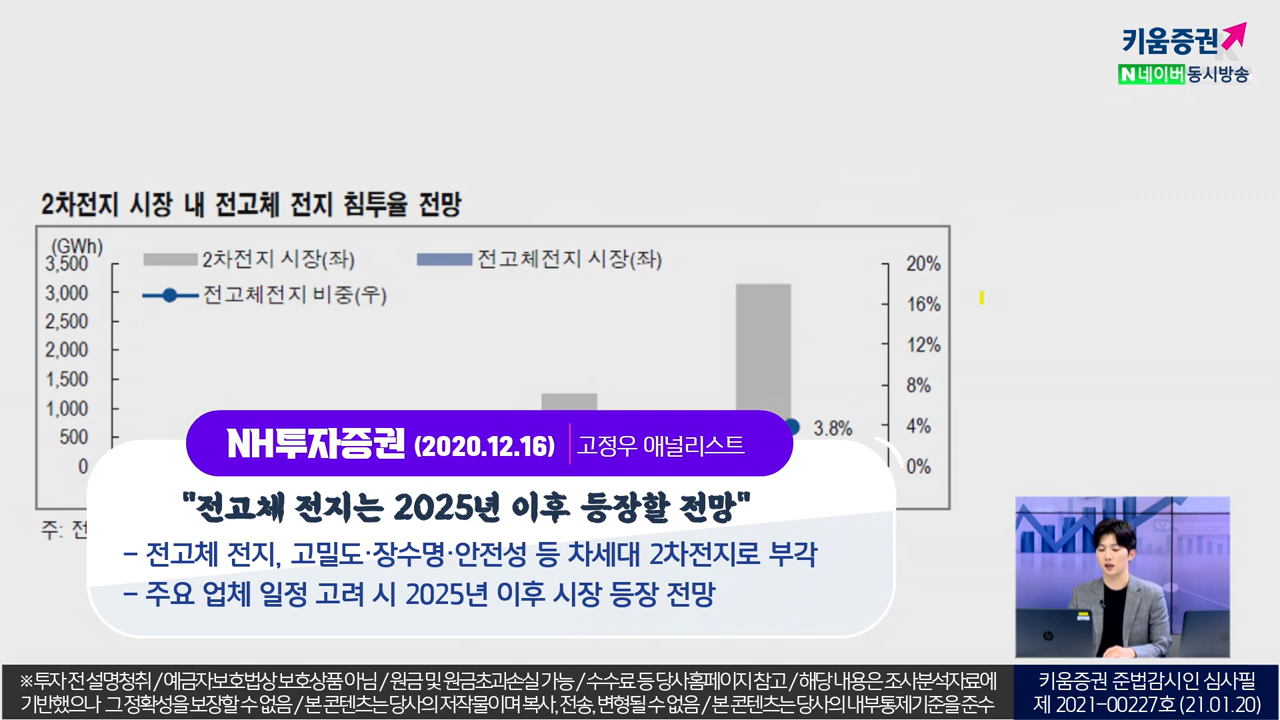 키움증권
N 네이버 동시방송
2차전지 시장 내 전고체 전지 침투율 전망
(GWh)
2차전지 시장(좌)
전고체전지 시장(좌)
전고체전지 비중(우)
3,500
3,000
2,500
2,000
1,500
1,000
500
0
20%
16%
12%
8%
4%
0%
3.8%
주: 전
NH투자증권 (2020.12.16) 고정우 애널리스트
"전고체 전지는 2025년 이후 등장할 전망"
- 전고체 전지, 고밀도·장수명·안전성 등 차세대 2차전지로 부각
- 주요 업체 일정 고려 시 2025년 이후 시장 등장 전망
※ 투자 전 설명청취 / 예금자보호법상 보호상품 아님 / 원금 및 원금초과손실 가능 / 수수료 등 당사홈페이지 참고 / 해당 내용은 조사분석자료에
기반했으나 그 정확성을 보장할 수 없음 / 본 콘텐츠는 당사의 저작물이며 복사, 전송, 변형될 수 없음 / 본 콘텐츠는 당사의 내부통제기준을 준수
키움증권 준법감시인 심사필
제 2021-00227호 (21.01.20)